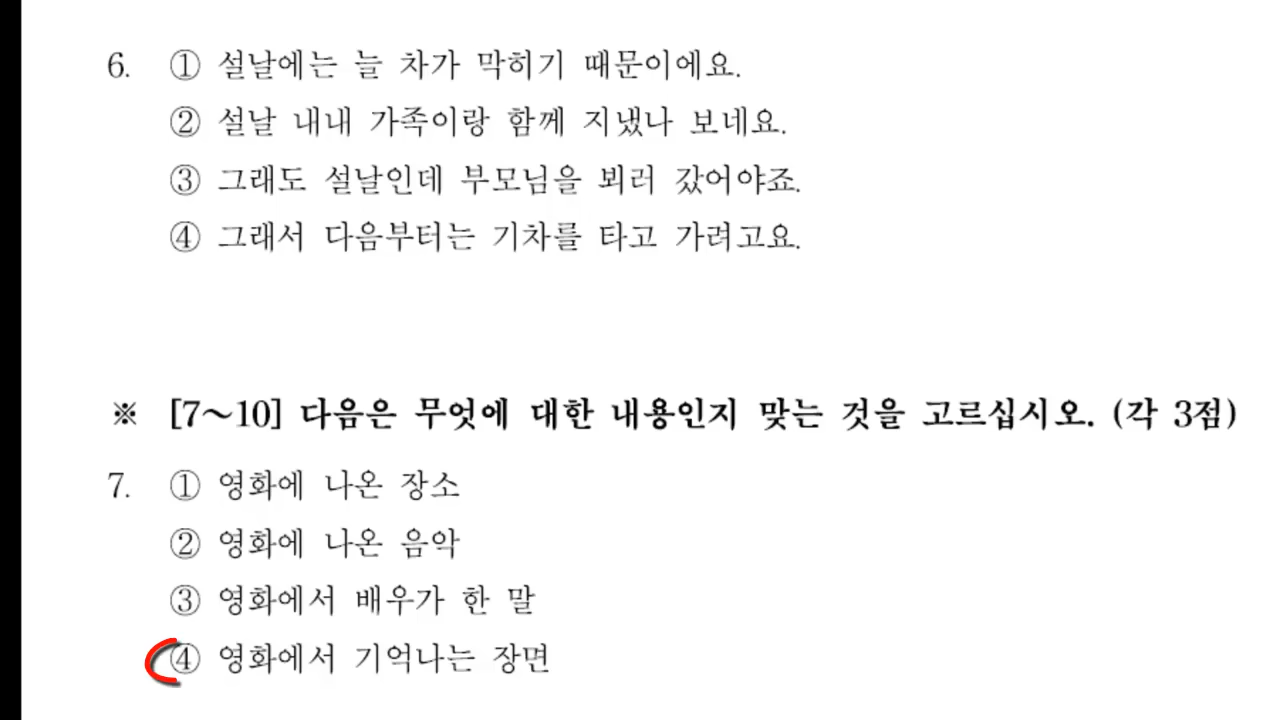 6. ① 설날에는 늘 차가 막히기 때문이에요.
② 설날 내내 가족이랑 함께 지냈나 보네요.
③ 그래도 설날인데 부모님을 뵈러 갔어야죠.
④ 그래서 다음부터는 기차를 타고 가려고요.
※ [7～10] 다음은 무엇에 대한 내용인지 맞는 것을 고르십시오. (각 3점)
7. ① 영화에 나온 장소
② 영화에 나온 음악
③ 영화에서 배우가 한 말
④ 영화에서 기억나는 장면